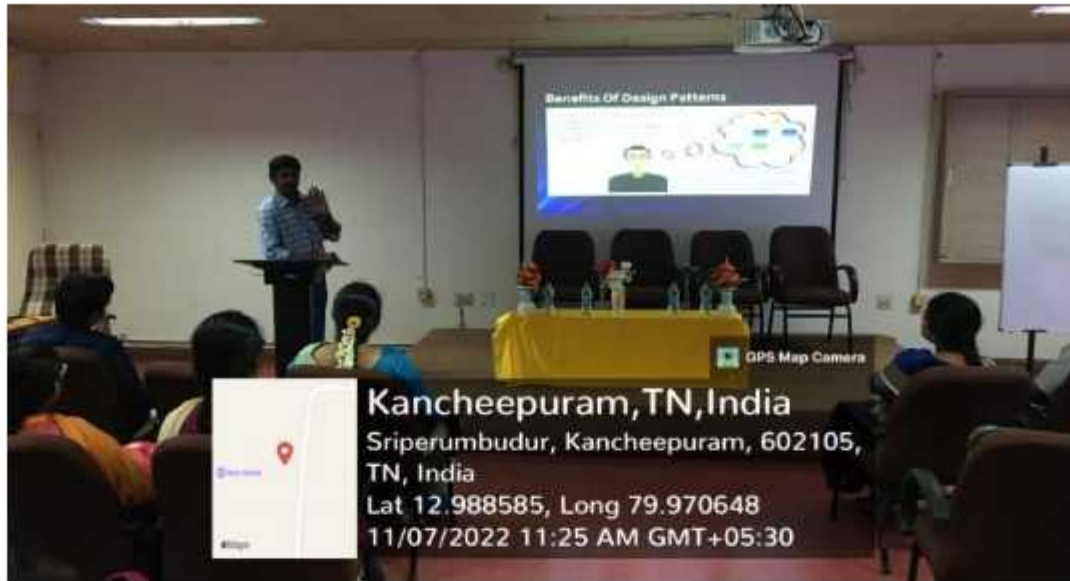 Benefits Of Design Patterns
GPS Map Camera
Kancheepuram,TN,India
Sriperumbudur, Kancheepuram, 602105,
TN, India
Lat 12.988585, Long 79.970648
11/07/2022 11:25 AM GMT+05:30